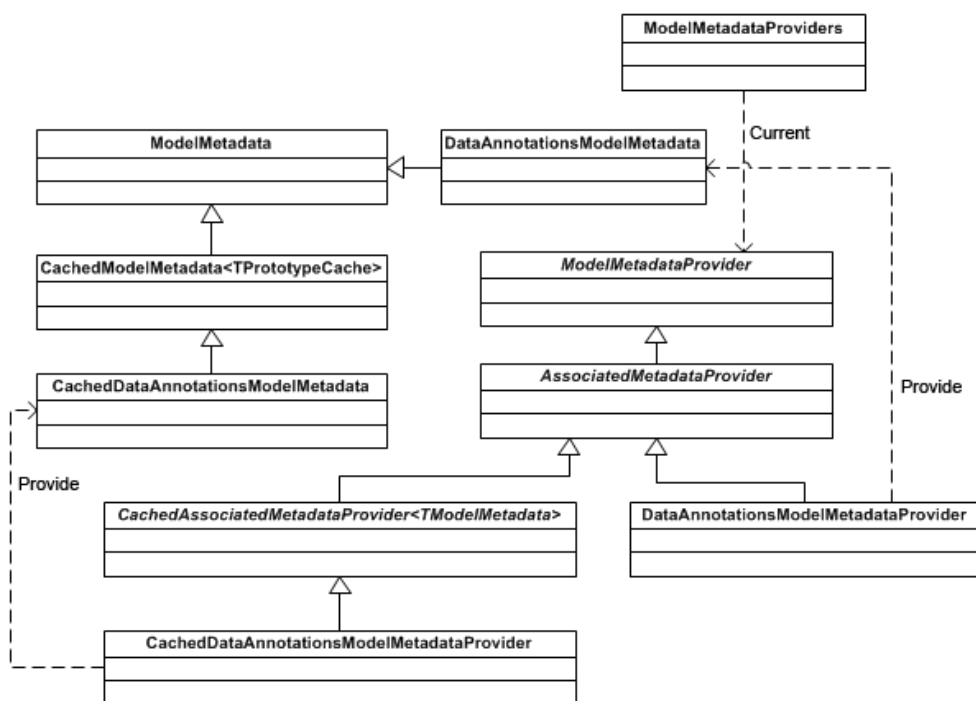 ModelMetadataProviders
ModelMetadata
DataAnnotationsModelMetadata
Current
CachedModelMetadata<TPrototypeCache>
ModelMetadataProvider
CachedDataAnnotationsModelMetadata
AssociatedMetadataProvider
Provide
Provide
CachedAssociatedMetadataProvider<TModelMetadata>
DataAnnotationsModelMetadataProvider
CachedDataAnnotationsModelMetadataProvider